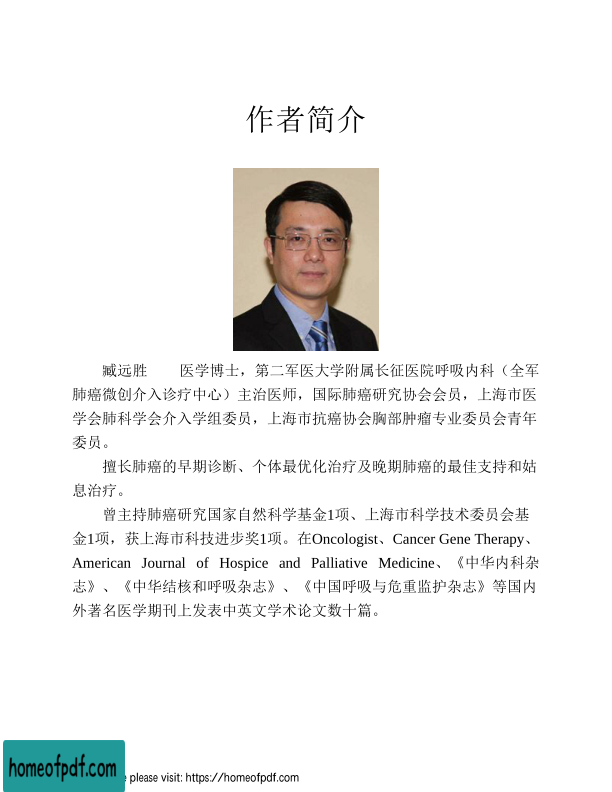 作者简介
臧远胜 医学博士，第二军医大学附属长征医院呼吸内科（全军
肺癌微创介入诊疗中心）主治医师，国际肺癌研究协会会员，上海市医
学会肺科学会介入学组委员，上海市抗癌协会胸部肿瘤专业委员会青年
委员。
擅长肺癌的早期诊断、个体最优化治疗及晚期肺癌的最佳支持和姑
息治疗。
曾主持肺癌研究国家自然科学基金1项、上海市科学技术委员会基
金1项，获上海市科技进步奖1项。在Oncologist、Cancer Gene Therapy、
American Journal of Hospice and Palliative Medicine、《中华内科杂
志》、《中华结核和呼吸杂志》、《中国呼吸与危重监护杂志》等国内
外著名医学期刊上发表中英文学术论文数十篇。
homeofpdf.com
please visit: https://homeofpdf.com